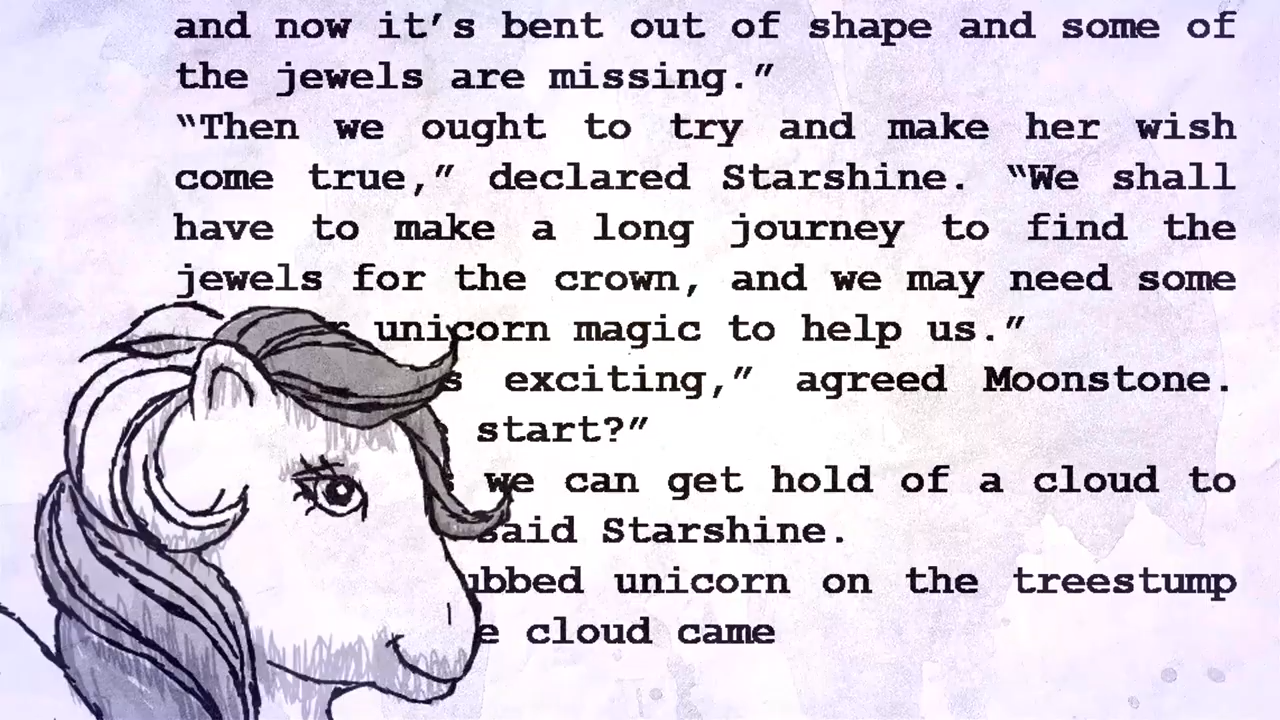 and now it’s bent out of shape and some of
the jewels are missing.”
“Then we ought to try and make her wish
come true,” declared Starshine. “We shall
have to make a long journey to find the
jewels for the crown, and we may need some
unicorn magic to help us.”
exciting,” agreed Moonstone.
start?”
we can get hold of a cloud to
said Starshine.
unicorn on the treestump
cloud came